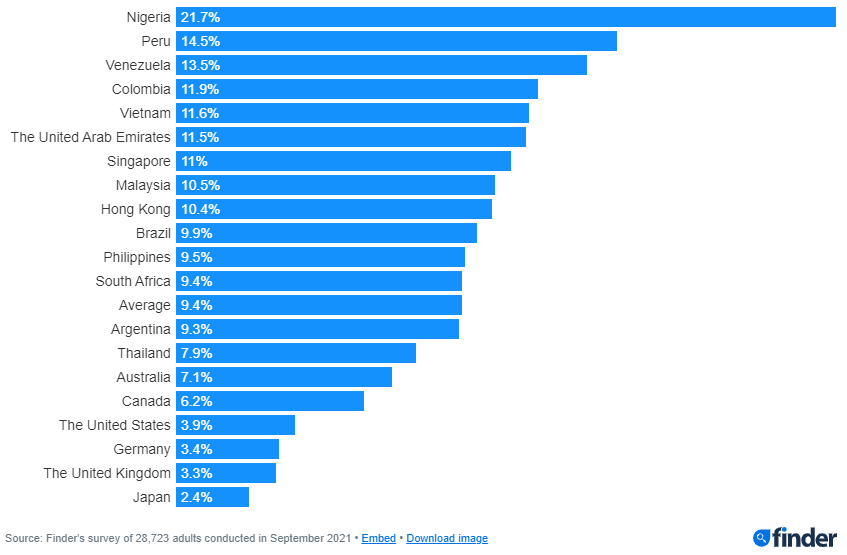 Nigeria 21.7%
Peru 14.5%
Venezuela 13.5%
Colombia 11.9%
Vietnam 11.6%
The United Arab Emirates 11.5%
Singapore 11%
Malaysia 10.5%
Hong Kong 10.4%
Brazil 9.9%
Philippines 9.5%
South Africa 9.4%
Average 9.4%
Argentina 9.3%
Thailand 7.9%
Australia 7.1%
Canada 6.2%
The United States 3.9%
Germany 3.4%
The United Kingdom 3.3%
Japan 2.4%
Source: Finder's survey of 28,723 adults conducted in September 2021 • Embed • Download image
finder